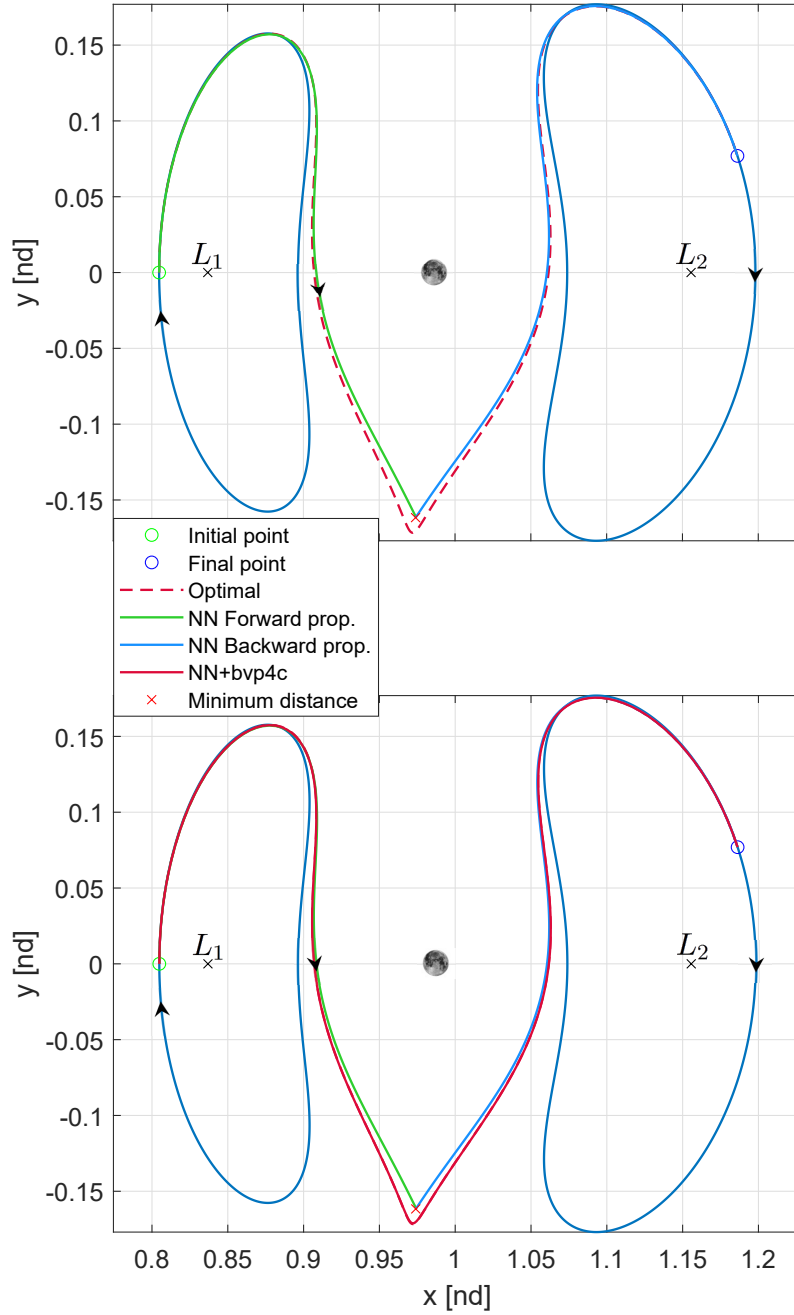 0.15
0.1
0.05
0
-0.05
-0.1
-0.15
y [nd]
L1
L2
Initial point
Final point
Optimal
NN Forward prop.
NN Backward prop.
NN+bvp4c
Minimum distance
0.15
0.1
0.05
0
-0.05
-0.1
-0.15
y [nd]
L1
L2
0.8 0.85 0.9 0.95 1 1.05 1.1 1.15 1.2
x [nd]